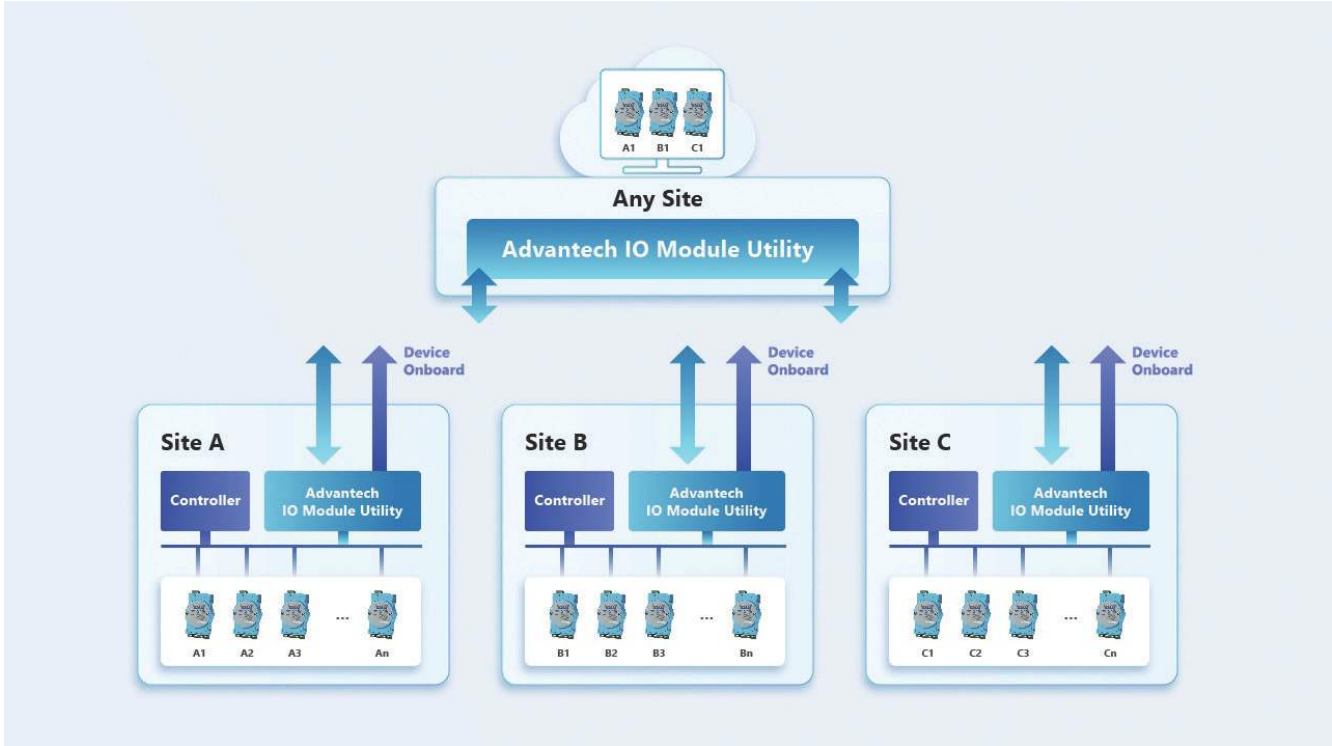 A1 B1 C1
Any Site
Advantech IO Module Utility
Device
Onboard
Device
Onboard
Device
Onboard
Site A
Controller
Advantech
IO Module Utility
A1 A2 A3 ... An
Site B
Controller
Advantech
IO Module Utility
B1 B2 B3 ... Bn
Site C
Controller
Advantech
IO Module Utility
C1 C2 C3 ... Cn